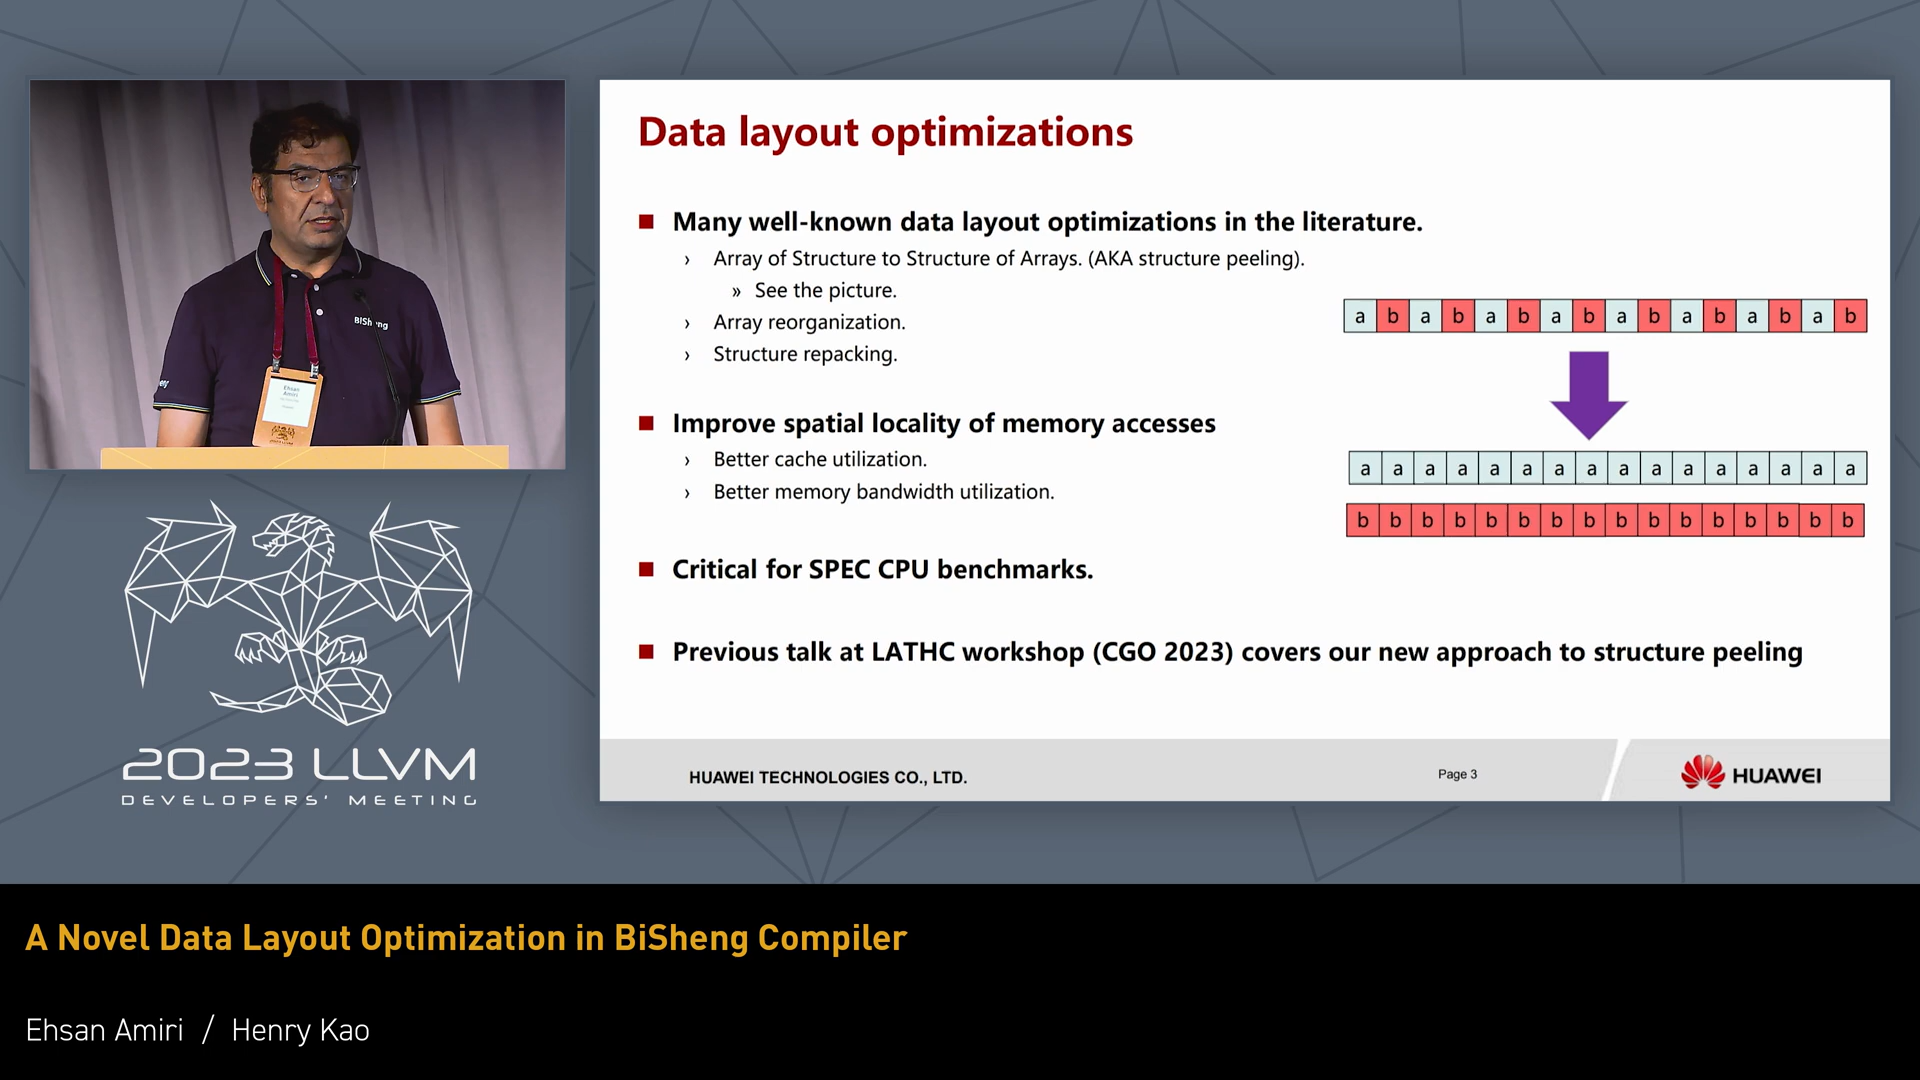 Data layout optimizations
Many well-known data layout optimizations in the literature.
› Array of Structure to Structure of Arrays. (AKA structure peeling).
» See the picture.
› Array reorganization.
› Structure repacking.
a b a b a b a b a b a b a b a b
Improve spatial locality of memory accesses
› Better cache utilization.
› Better memory bandwidth utilization.
a a a a a a a a a a a a a a a a
b b b b b b b b b b b b b b b b
Critical for SPEC CPU benchmarks.
Previous talk at LATHC workshop (CGO 2023) covers our new approach to structure peeling
HUAWEI TECHNOLOGIES CO., LTD.
Page 3
HUAWEI
BiSheng
Ehsan
Amiri
2023 LLVM
DEVELOPERS' MEETING
A Novel Data Layout Optimization in BiSheng Compiler
Ehsan Amiri / Henry Kao